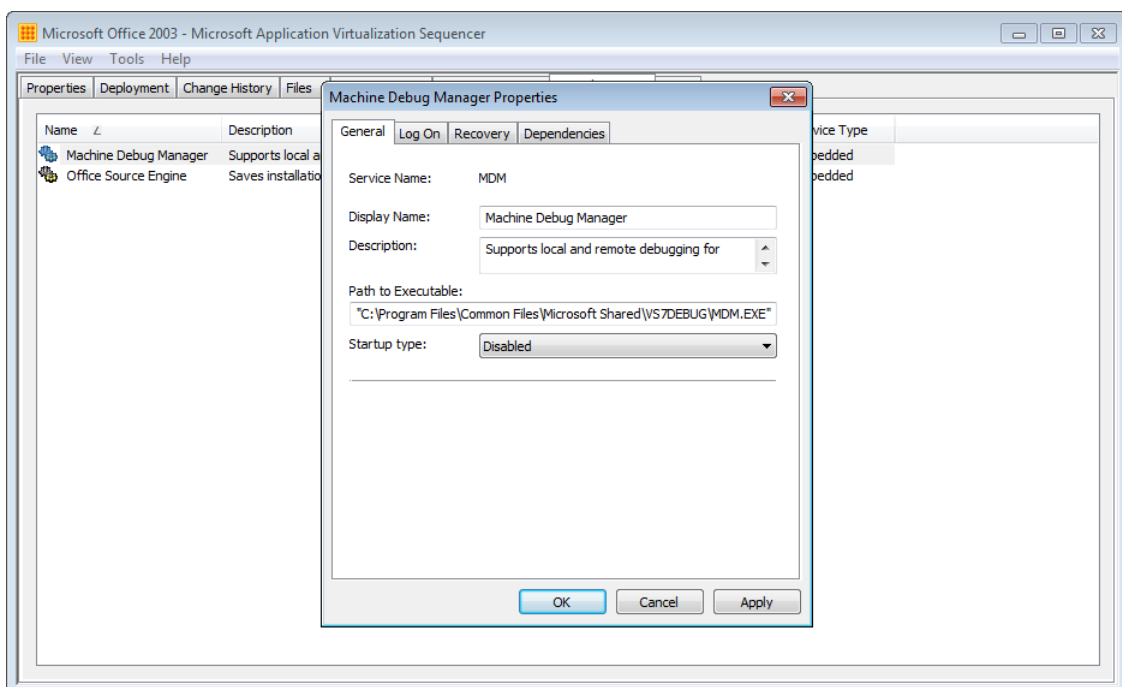 Microsoft Office 2003 - Microsoft Application Virtualization Sequencer
File View Tools Help
Properties Deployment Change History Files
Machine Debug Manager Properties
General Log On Recovery Dependencies
Name Description vice Type
Machine Debug Manager Supports local a bedded
Office Source Engine Saves installatio bedded
Service Name: MDM
Display Name: Machine Debug Manager
Description: Supports local and remote debugging for
Path to Executable:
"C:\Program Files\Common Files\Microsoft Shared\VS7DEBUG\MDM.EXE"
Startup type: Disabled
OK Cancel Apply